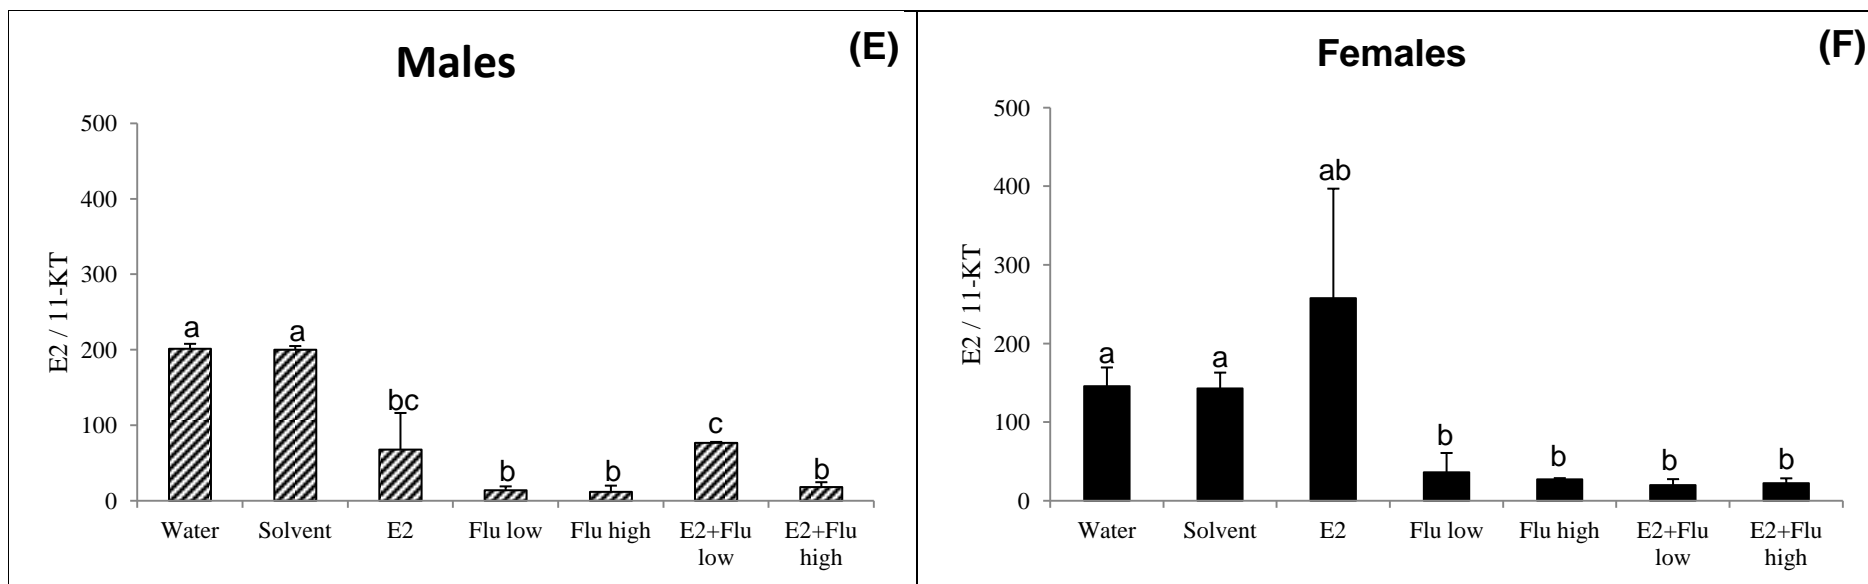 Males
(E)
500
400
300
200
100
0
E2 / 11-KT
a
a
bc
b
b
c
b
Water
Solvent
E2
Flu low
Flu high
E2+Flu
low
E2+Flu
high
Females
(F)
500
400
300
200
100
0
E2 / 11-KT
a
a
ab
b
b
b
b
Water
Solvent
E2
Flu low
Flu high
E2+Flu
low
E2+Flu
high